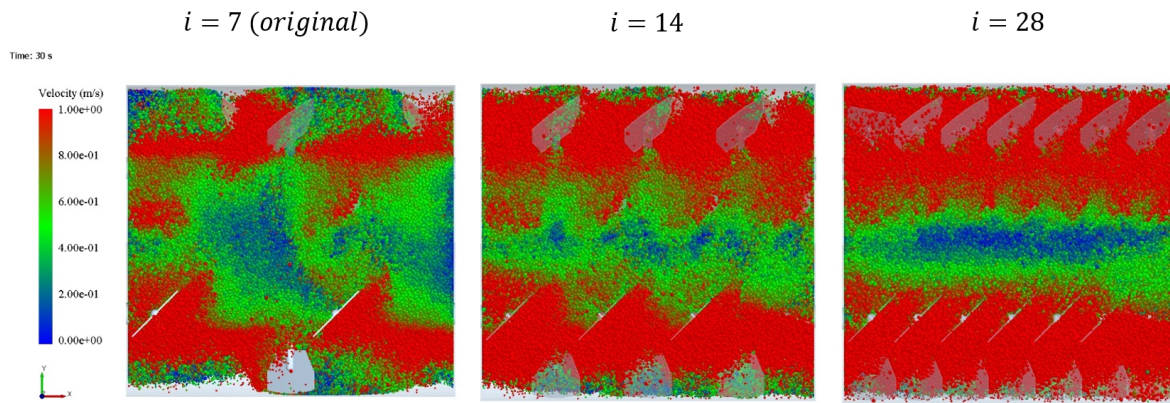 i = 7 (original)
i = 14
i = 28
Time: 30 s
Velocity (m/s)
1.00e+00
8.00e-01
6.00e-01
4.00e-01
2.00e-01
0.00e+00
Y
X